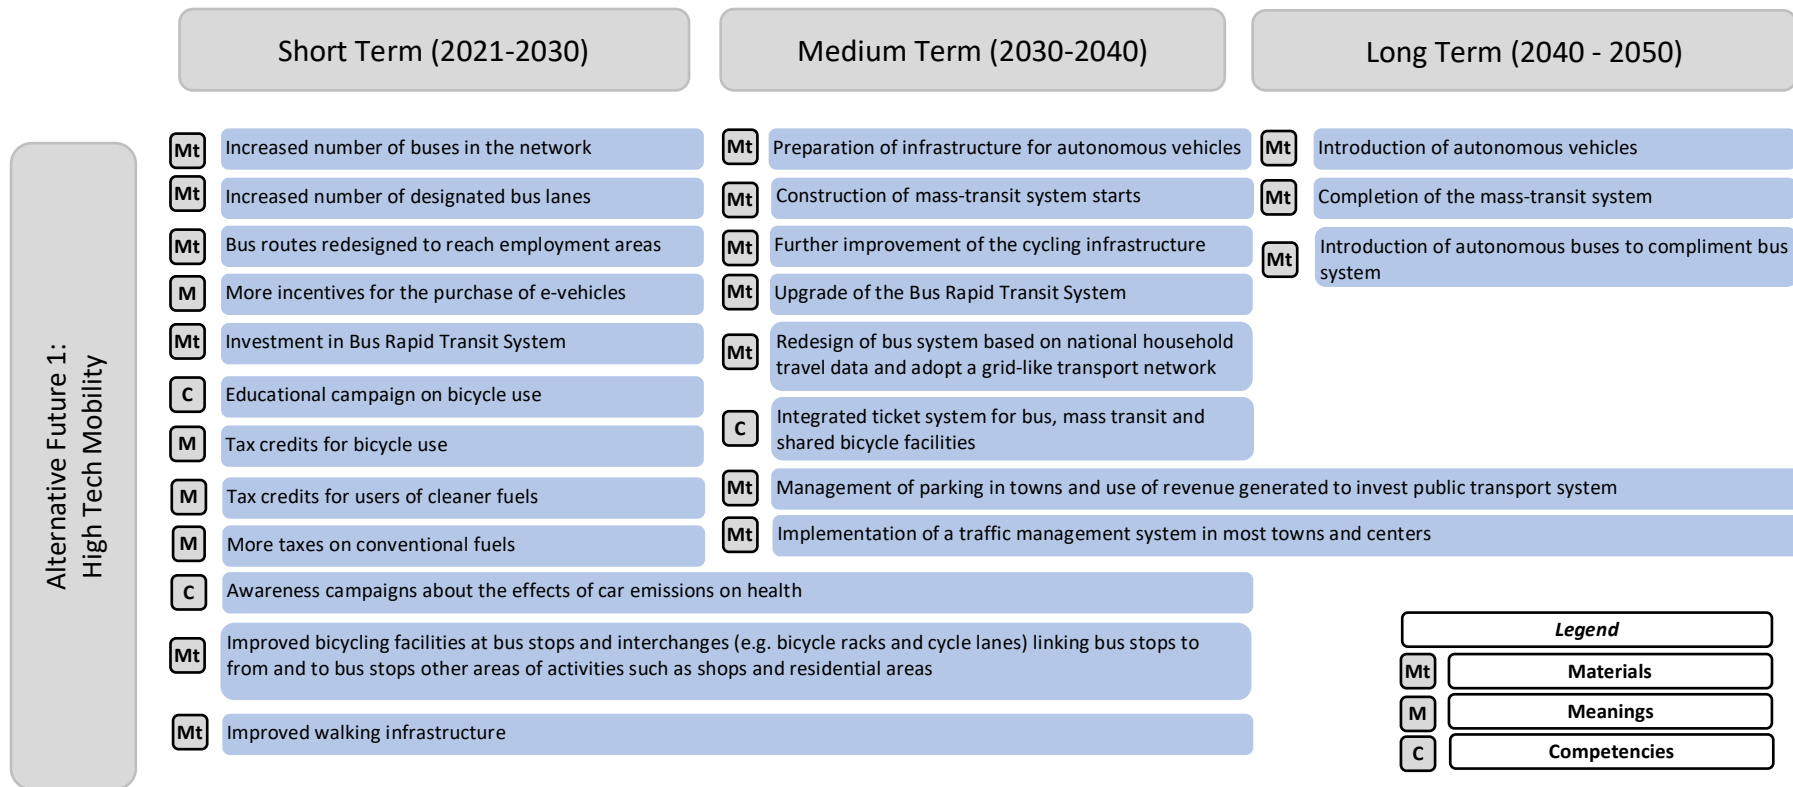 Short Term (2021-2030)
Medium Term (2030-2040)
Long Term (2040 - 2050)
Alternative Future 1:
High Tech Mobility
Mt
Increased number of buses in the network
Mt
Increased number of designated bus lanes
Mt
Bus routes redesigned to reach employment areas
M
More incentives for the purchase of e-vehicles
Mt
Investment in Bus Rapid Transit System
C
Educational campaign on bicycle use
M
Tax credits for bicycle use
M
Tax credits for users of cleaner fuels
M
More taxes on conventional fuels
C
Awareness campaigns about the effects of car emissions on health
Mt
Improved bicycling facilities at bus stops and interchanges (e.g. bicycle racks and cycle lanes) linking bus stops to
from and to bus stops other areas of activities such as shops and residential areas
Mt
Improved walking infrastructure
Mt
Preparation of infrastructure for autonomous vehicles
Mt
Construction of mass-transit system starts
Mt
Further improvement of the cycling infrastructure
Mt
Upgrade of the Bus Rapid Transit System
Mt
Redesign of bus system based on national household
travel data and adopt a grid-like transport network
C
Integrated ticket system for bus, mass transit and
shared bicycle facilities
Mt
Management of parking in towns and use of revenue generated to invest public transport system
Mt
Implementation of a traffic management system in most towns and centers
Mt
Introduction of autonomous vehicles
Mt
Completion of the mass-transit system
Mt
Introduction of autonomous buses to compliment bus
system
Legend
Mt
Materials
M
Meanings
C
Competencies